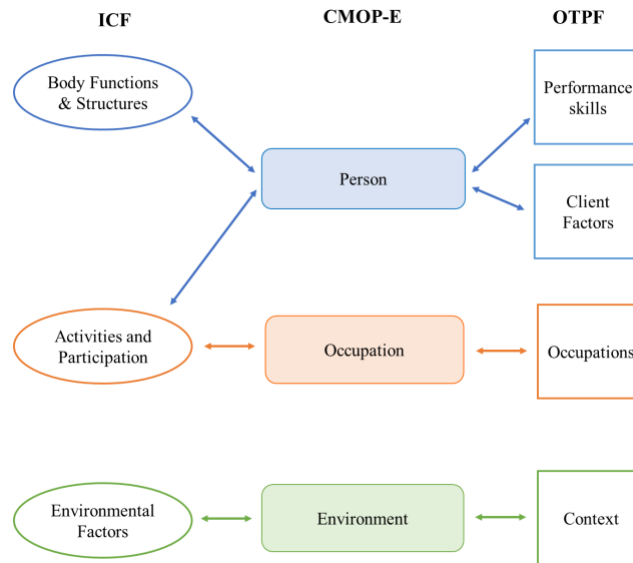 ICF
CMOP-E
OTPF
Body Functions
& Structures
Performance
skills
Person
Client
Factors
Activities and
Participation
Occupation
Occupations
Environmental
Factors
Environment
Context